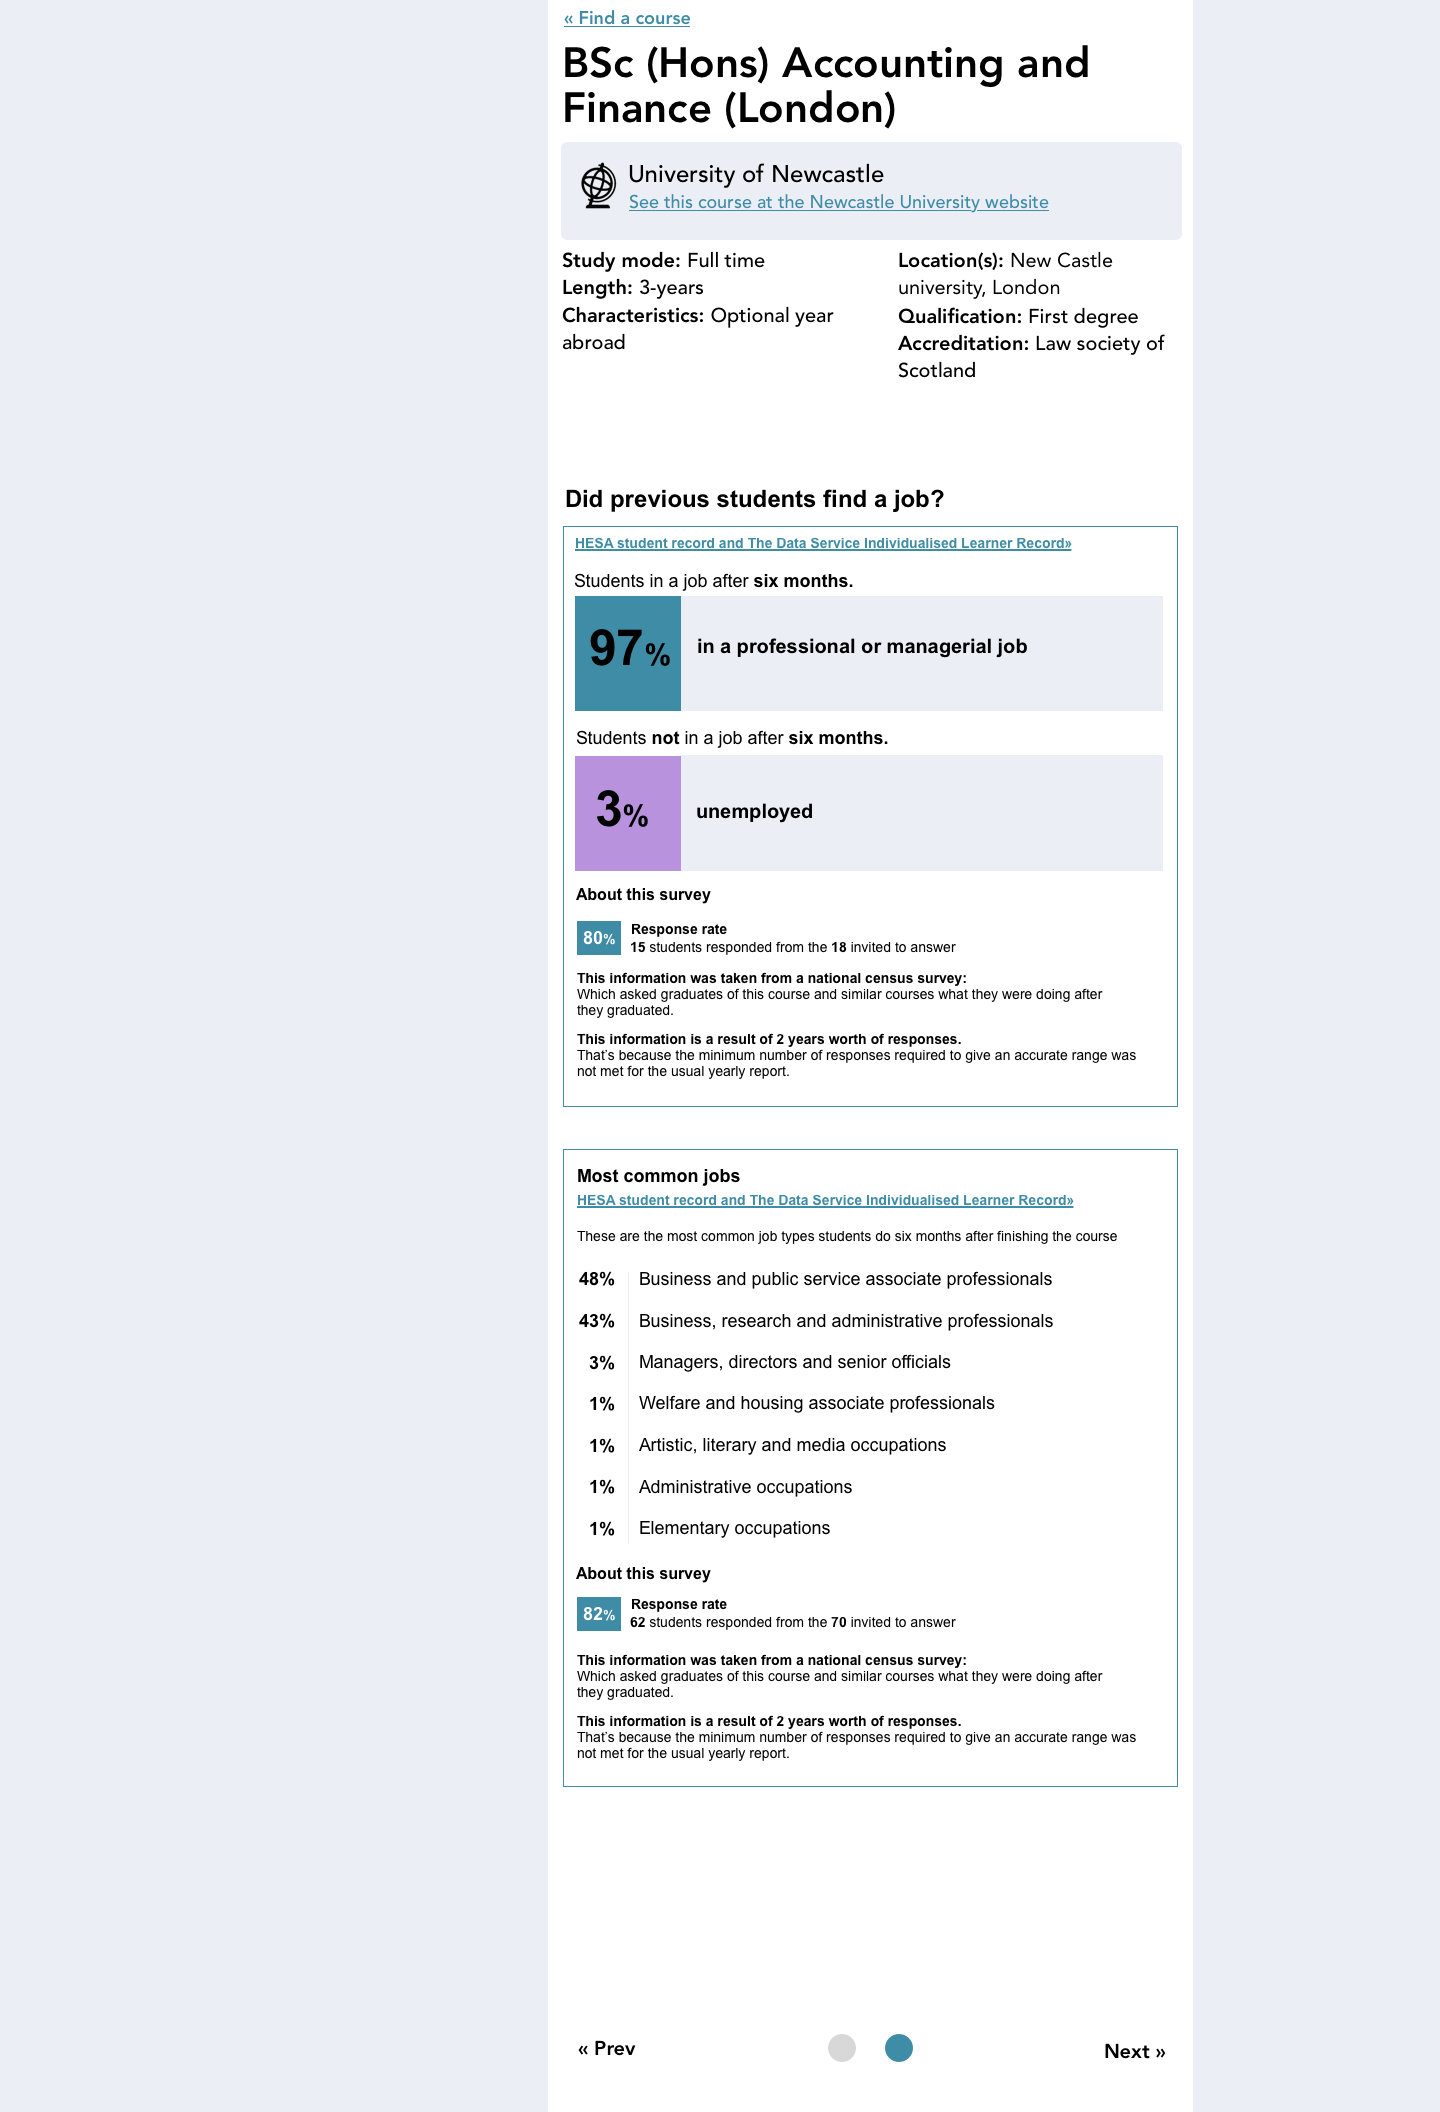 « Find a course
BSc (Hons) Accounting and
Finance (London)
University of Newcastle
See this course at the Newcastle University website
Study mode: Full time
Length: 3-years
Characteristics: Optional year
abroad
Location(s): New Castle
university, London
Qualification: First degree
Accreditation: Law society of
Scotland
Did previous students find a job?
HESA student record and The Data Service Individualised Learner Record»
Students in a job after six months.
97% in a professional or managerial job
Students not in a job after six months.
3% unemployed
About this survey
80%
Response rate
15 students responded from the 18 invited to answer
This information was taken from a national census survey:
Which asked graduates of this course and similar courses what they were doing after
they graduated.
This information is a result of 2 years worth of responses.
That's because the minimum number of responses required to give an accurate range was
not met for the usual yearly report.
Most common jobs
HESA student record and The Data Service Individualised Learner Record»
These are the most common job types students do six months after finishing the course
48% Business and public service associate professionals
43% Business, research and administrative professionals
3% Managers, directors and senior officials
1% Welfare and housing associate professionals
1% Artistic, literary and media occupations
1% Administrative occupations
1% Elementary occupations
About this survey
82%
Response rate
62 students responded from the 70 invited to answer
This information was taken from a national census survey:
Which asked graduates of this course and similar courses what they were doing after
they graduated.
This information is a result of 2 years worth of responses.
That's because the minimum number of responses required to give an accurate range was
not met for the usual yearly report.
« Prev
Next »